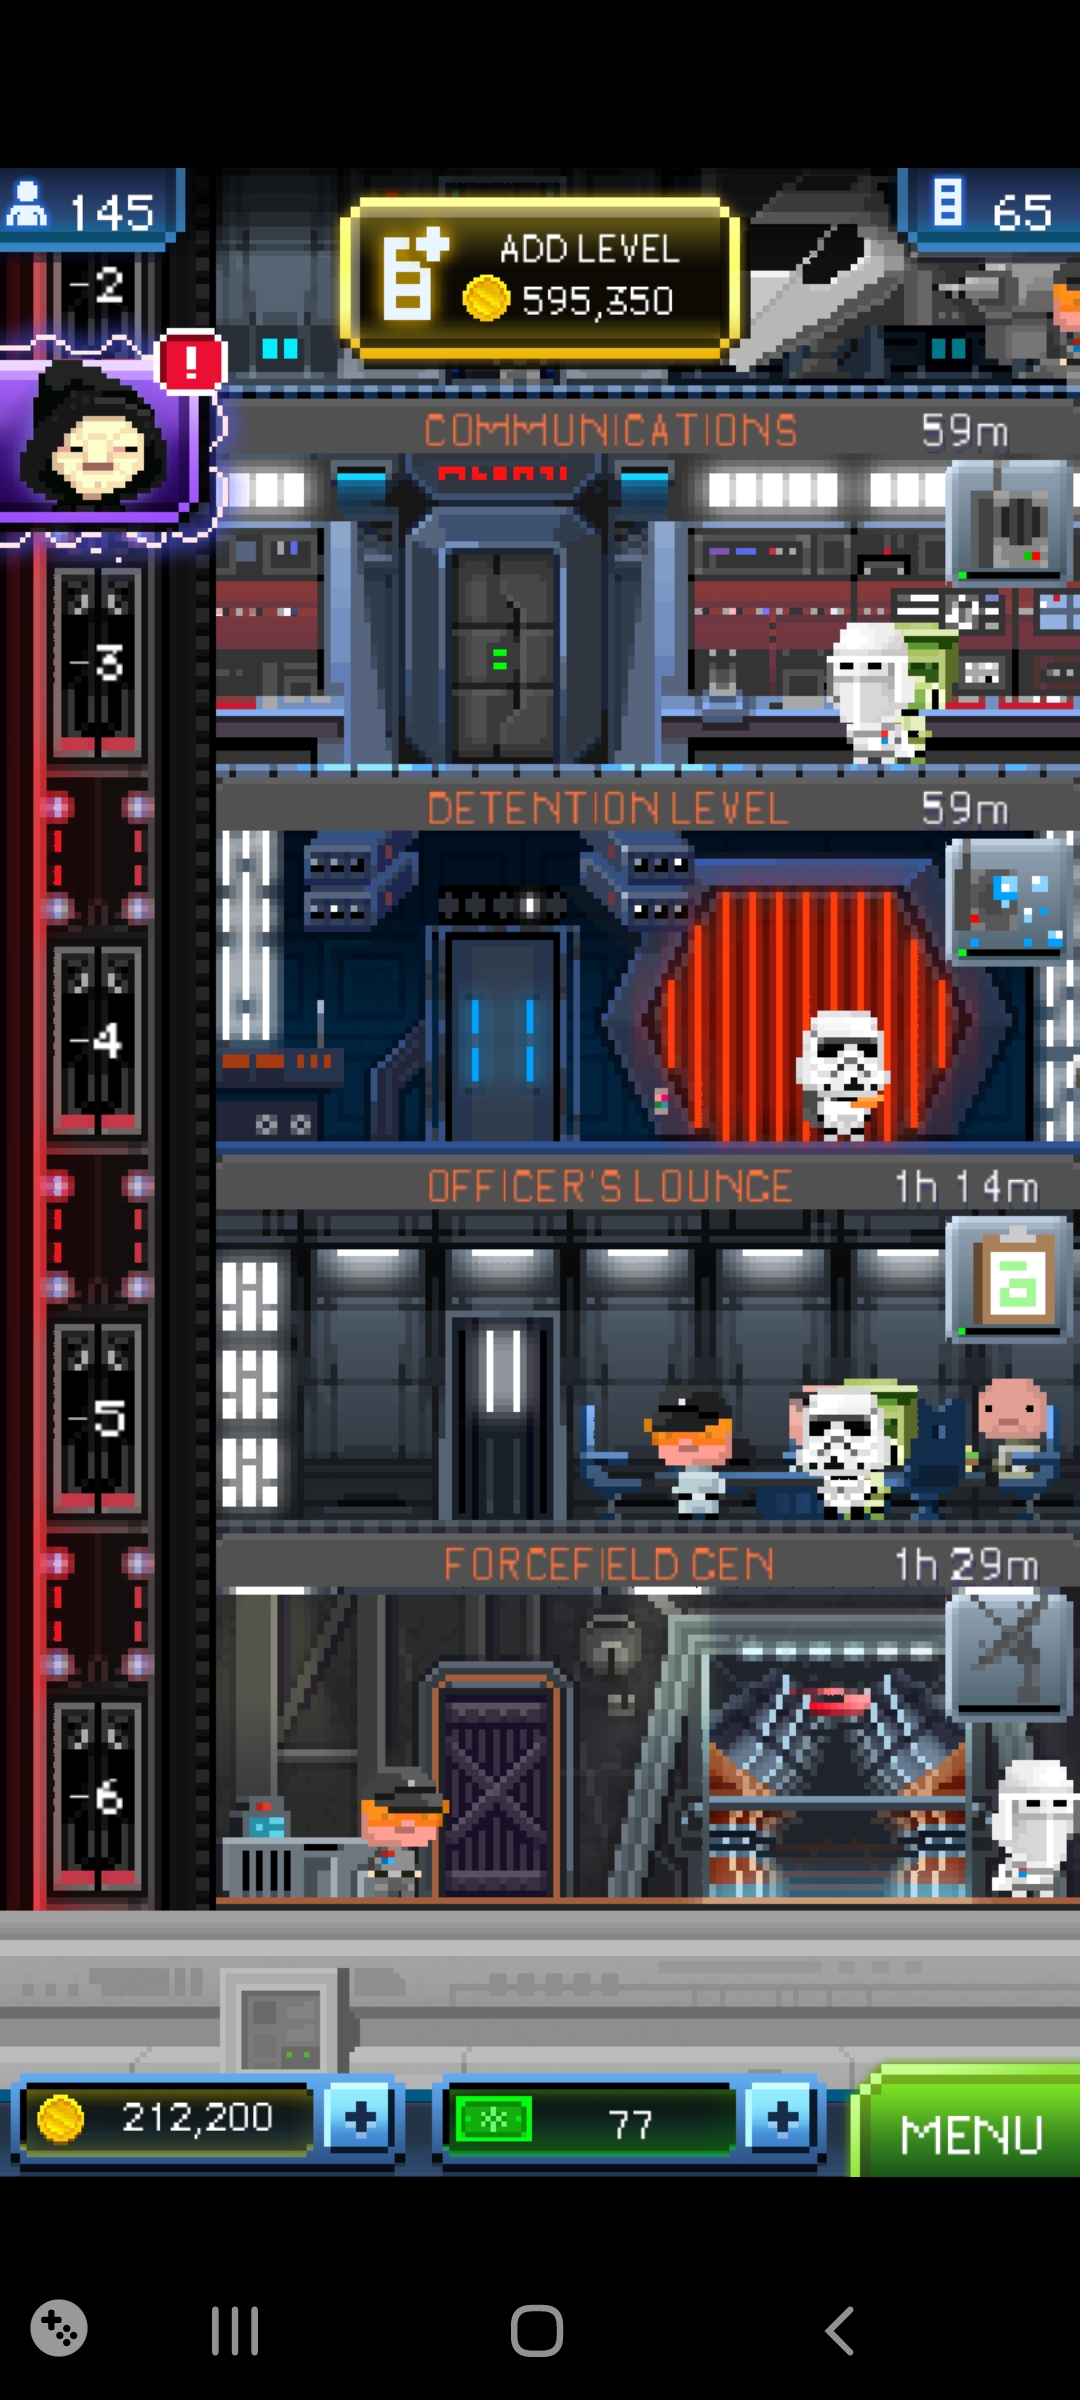 145
ADD LEVEL
595,350
65
-2
!
COMMUNICATIONS 59m
-3
DETENTION LEVEL 59m
-4
OFFICER'S LOUNGE 1h 14m
a
-5
FORCEFIELD GEN 1h 29m
-6
212,200
+
77
+
MENU